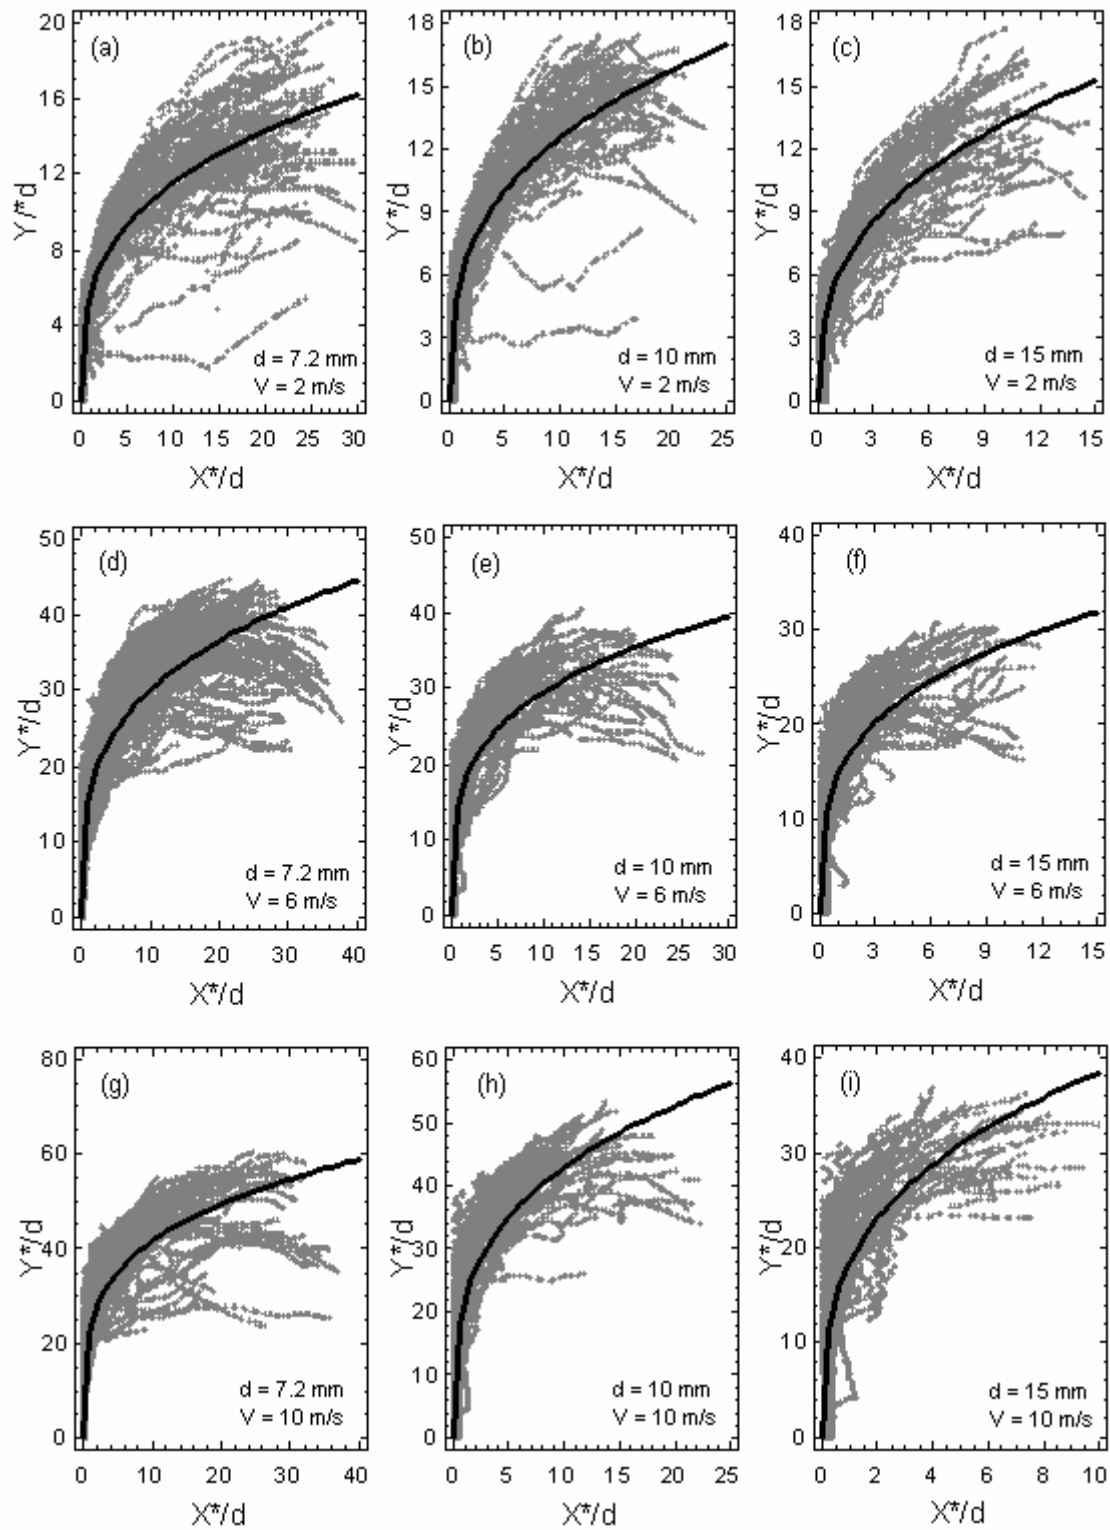 (a)
20
16
12
8
4
0
Y/*d
d = 7.2 mm
V = 2 m/s
0 5 10 15 20 25 30
X*/d
(b)
18
15
12
9
6
3
0
Y*/d
d = 10 mm
V = 2 m/s
0 5 10 15 20 25
X*/d
(c)
18
15
12
9
6
3
0
Y*/d
d = 15 mm
V = 2 m/s
0 3 6 9 12 15
X*/d
(d)
50
40
30
20
10
0
Y*/d
d = 7.2 mm
V = 6 m/s
0 10 20 30 40
X*/d
(e)
50
40
30
20
10
0
Y*/d
d = 10 mm
V = 6 m/s
0 5 10 15 20 25 30
X*/d
(f)
40
30
20
10
0
Y*/d
d = 15 mm
V = 6 m/s
0 3 6 9 12 15
X*/d
(g)
80
60
40
20
0
Y*/d
d = 7.2 mm
V = 10 m/s
0 10 20 30 40
X*/d
(h)
60
50
40
30
20
10
0
Y*/d
d = 10 mm
V = 10 m/s
0 5 10 15 20 25
X*/d
(i)
40
30
20
10
0
Y*/d
d = 15 mm
V = 10 m/s
0 2 4 6 8 10
X*/d